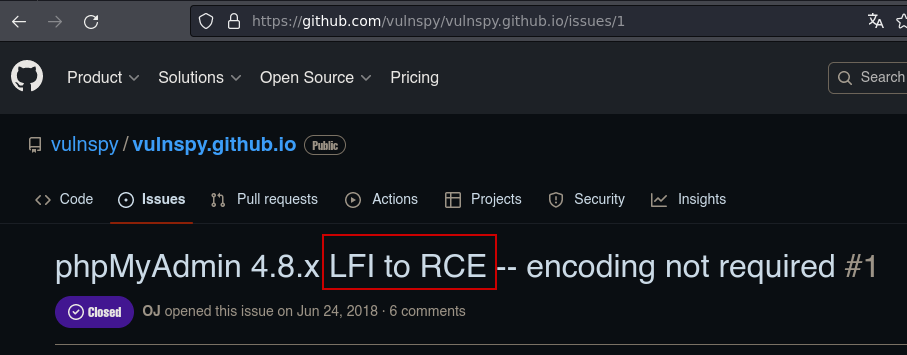 https://github.com/vulnspy/vulnspy.github.io/issues/1
Product Solutions Open Source Pricing Search
vulnspy / vulnspy.github.io Public
Code Issues Pull requests Actions Projects Security Insights
phpMyAdmin 4.8.x LFI to RCE -- encoding not required #1
Closed OJ opened this issue on Jun 24, 2018 · 6 comments